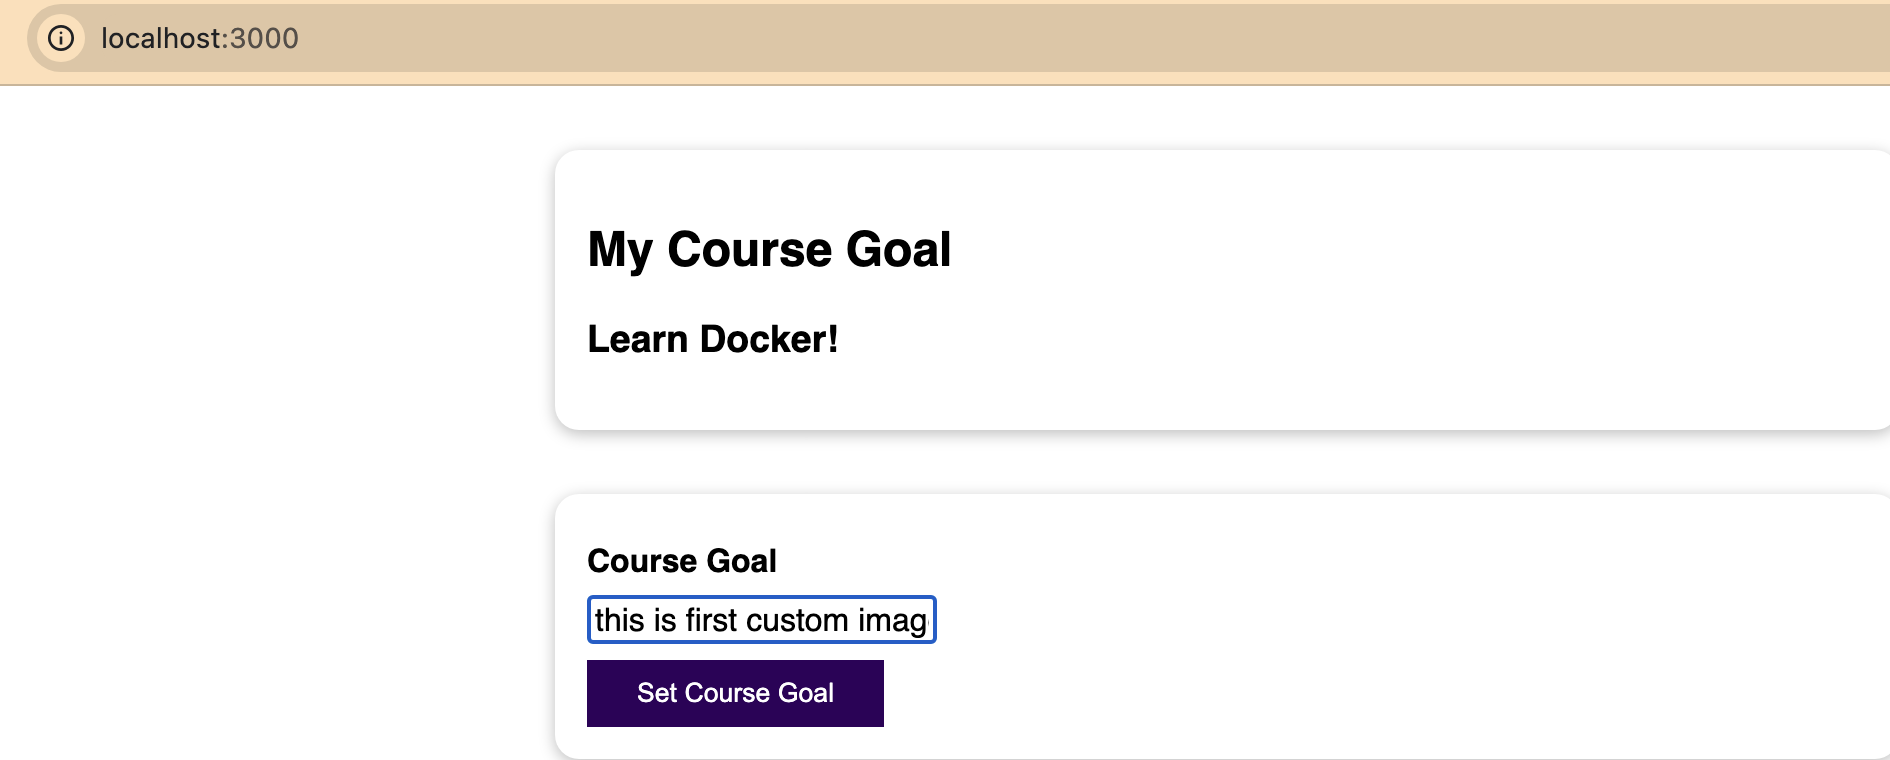 localhost:3000
My Course Goal
Learn Docker!
Course Goal
this is first custom imag
Set Course Goal